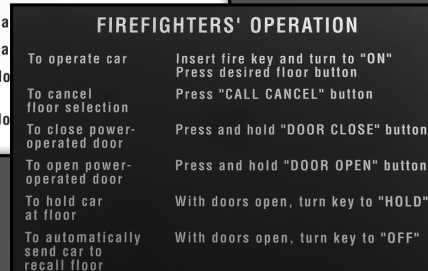 FIREFIGHTERS' OPERATION
To operate car
Insert fire key and turn to "ON"
Press desired floor button
To cancel
floor selection
Press "CALL CANCEL" button
To close power-
operated door
Press and hold "DOOR CLOSE" button
To open power-
operated door
Press and hold "DOOR OPEN" button
To hold car
at floor
With doors open, turn key to "HOLD"
To automatically
send car to
recall floor
With doors open, turn key to "OFF"